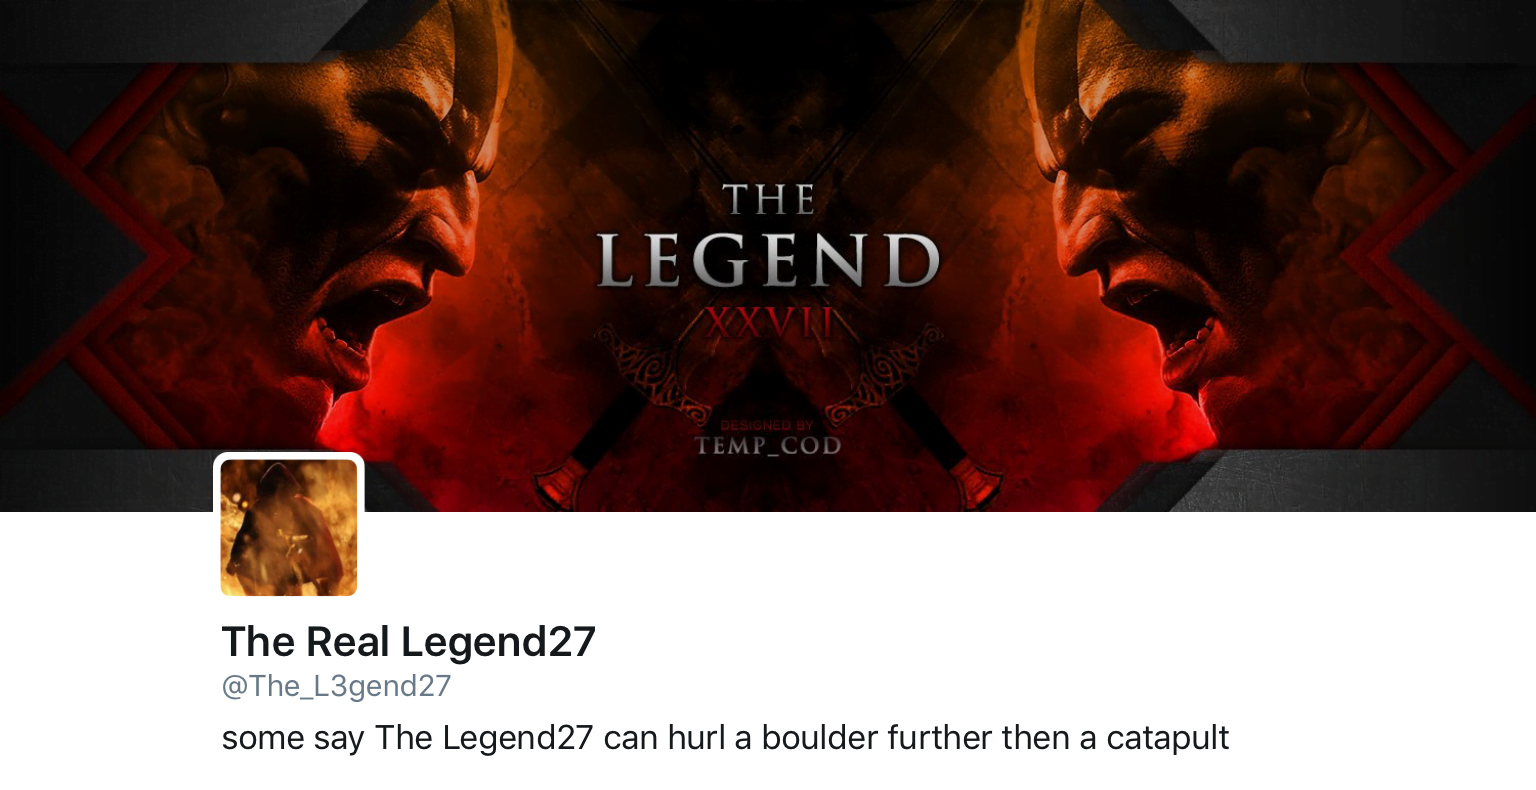 THE
LEGEND
XXVII
DESIGNED BY
TEMP_COD
The Real Legend27
@The_L3gend27
some say The Legend27 can hurl a boulder further then a catapult